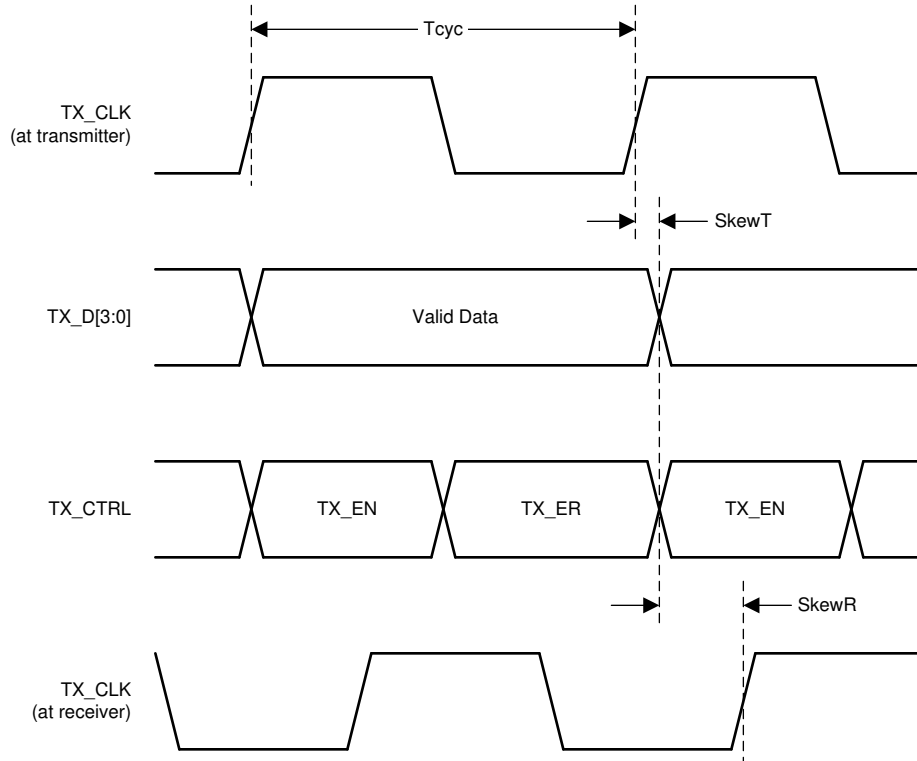 Tcyc
TX_CLK
(at transmitter)
SkewT
TX_D[3:0]
Valid Data
TX_CTRL
TX_EN
TX_ER
TX_EN
SkewR
TX_CLK
(at receiver)